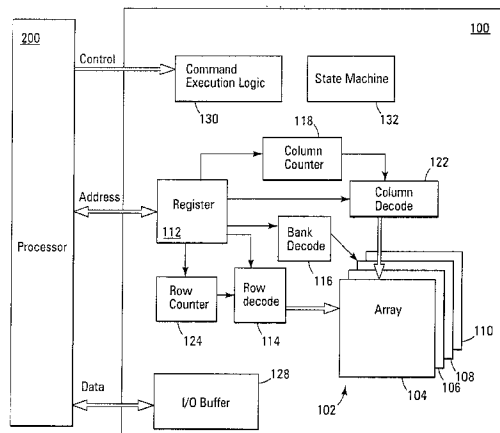 200
100
Control
Command
Execution Logic
State Machine
130
132
118
Column
Counter
122
Address
Register
Column
Decode
112
Bank
Decode
Processor
116
Row
Counter
Row
decode
Array
110
124
114
108
106
Data
128
102
104
I/O Buffer